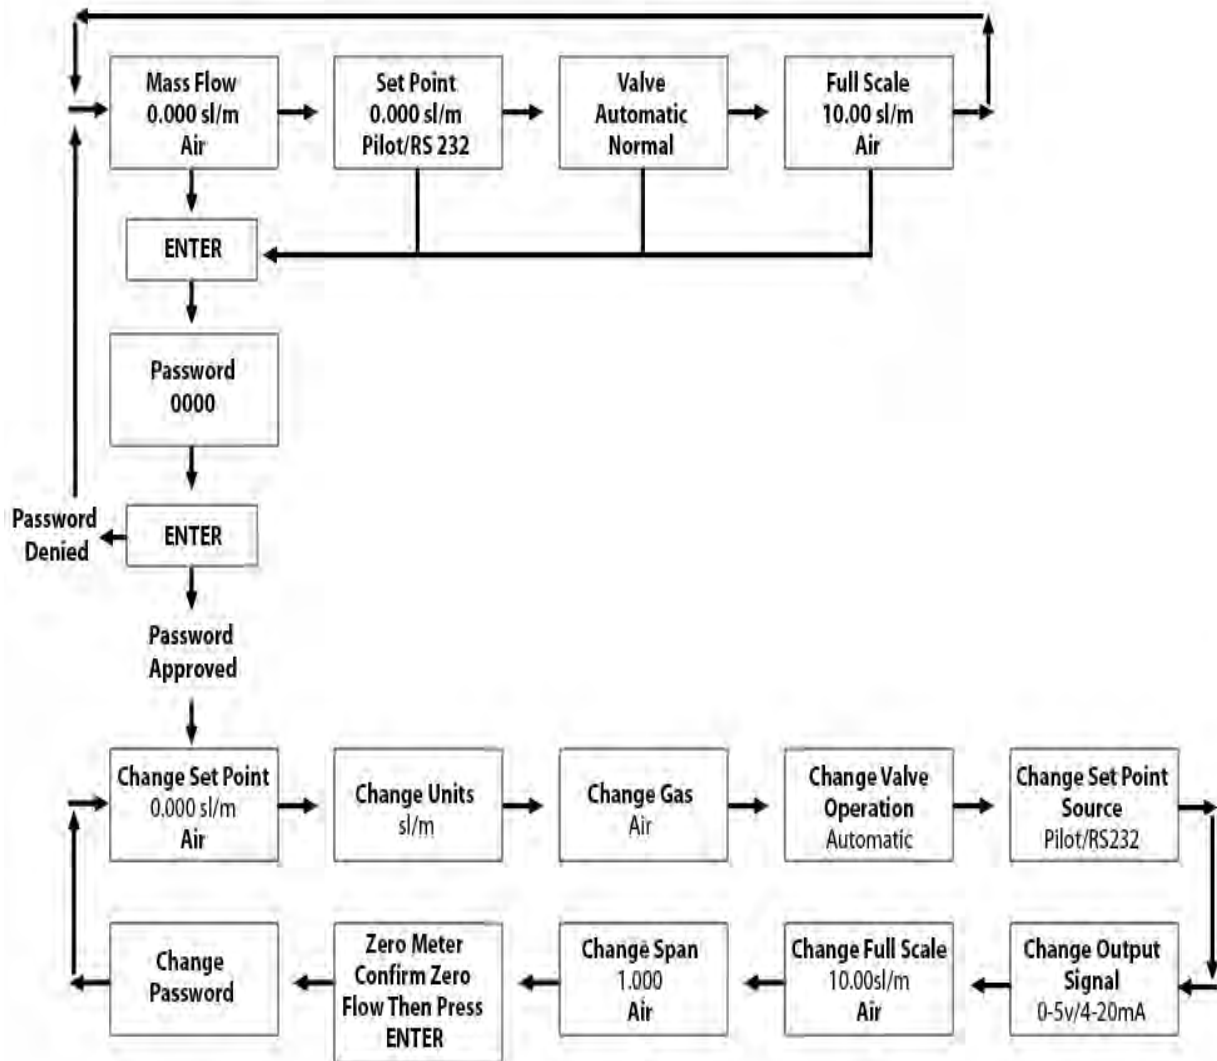 Mass Flow
0.000 sl/m
Air
Set Point
0.000 sl/m
Pilot/RS 232
Valve
Automatic
Normal
Full Scale
10.00 sl/m
Air
ENTER
Password
0000
Password
Denied
ENTER
Password
Approved
Change Set Point
0.000 sl/m
Air
Change Units
sl/m
Change Gas
Air
Change Valve
Operation
Automatic
Change Set Point
Source
Pilot/RS232
Change
Password
Zero Meter
Confirm Zero
Flow Then Press
ENTER
Change Span
1.000
Air
Change Full Scale
10.00sl/m
Air
Change Output
Signal
0-5v/4-20mA